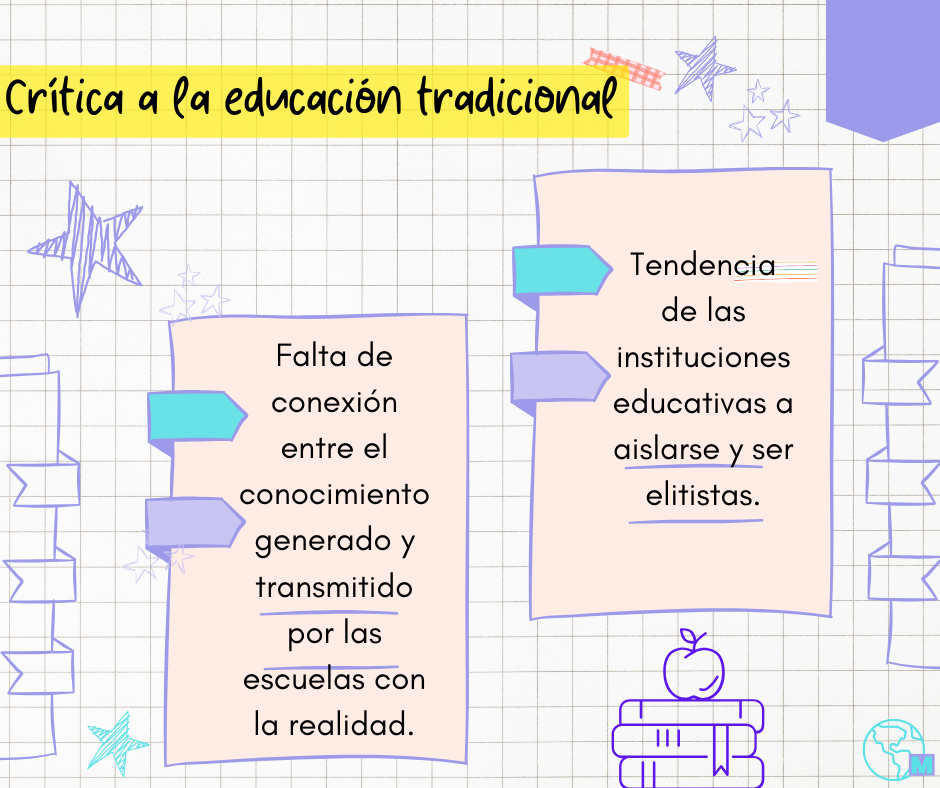 Crítica a la educación tradicional
Falta de
conexión
entre el
conocimiento
generado y
transmitido
por las
escuelas con
la realidad.
Tendencia
de las
instituciones
educativas a
aislarse y ser
elitistas.
M